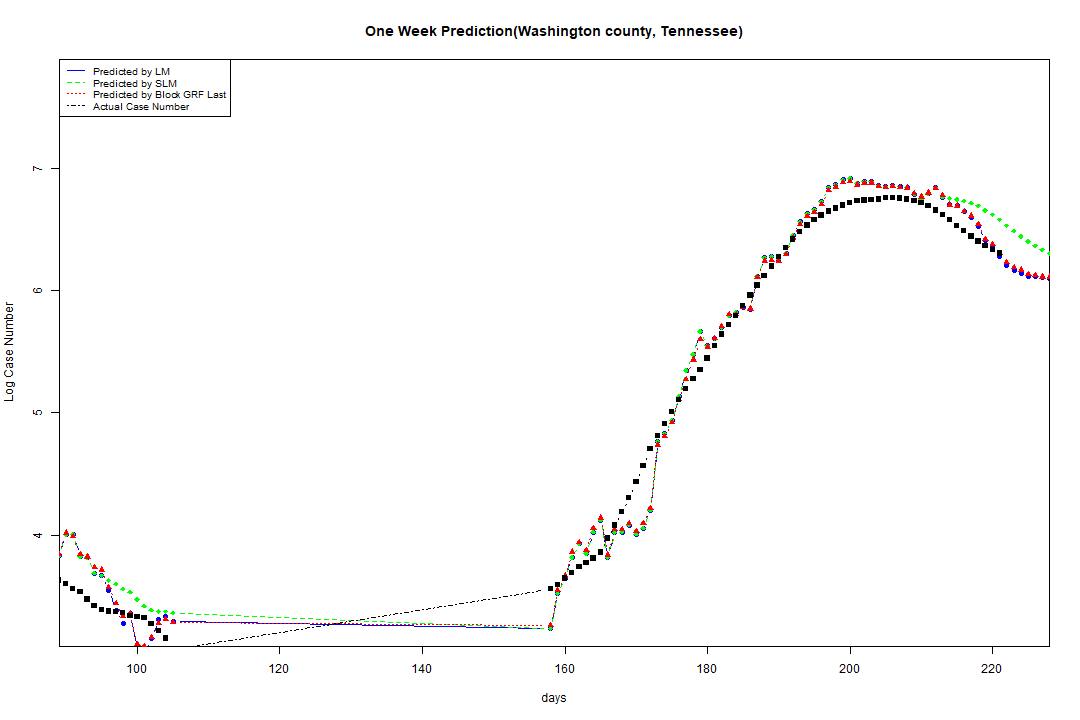 One Week Prediction(Washington county, Tennessee)
Predicted by LM
Predicted by SLM
Predicted by Block GRF Last
Actual Case Number
7
6
5
4
Log Case Number
100 120 140 160 180 200 220
days